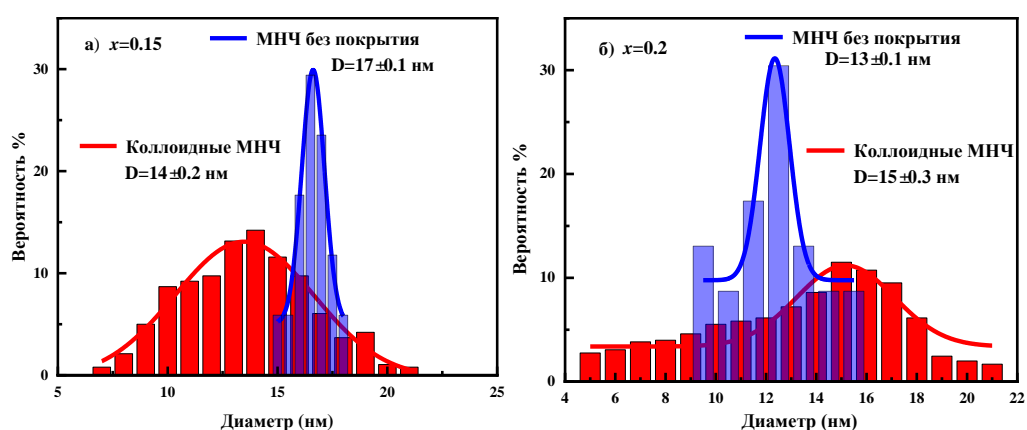 а) x=0.15
МНЧ без покрытия
D=17±0.1 нм
Коллоидные МНЧ
D=14±0.2 нм
Вероятность %
30
20
10
0
5
10
15
20
25
Диаметр (нм)
б) x=0.2
МНЧ без покрытия
D=13±0.1 нм
Коллоидные МНЧ
D=15±0.3 нм
Вероятность %
30
20
10
0
4
6
8
10
12
14
16
18
20
22
Диаметр (нм)